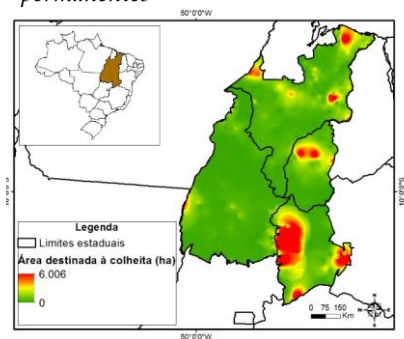 permanentes
50°0'0"W
Legenda
Limites estaduais
Área destinada à colheita (ha)
6.006
0
0 75 150
Km
50°0'0"W